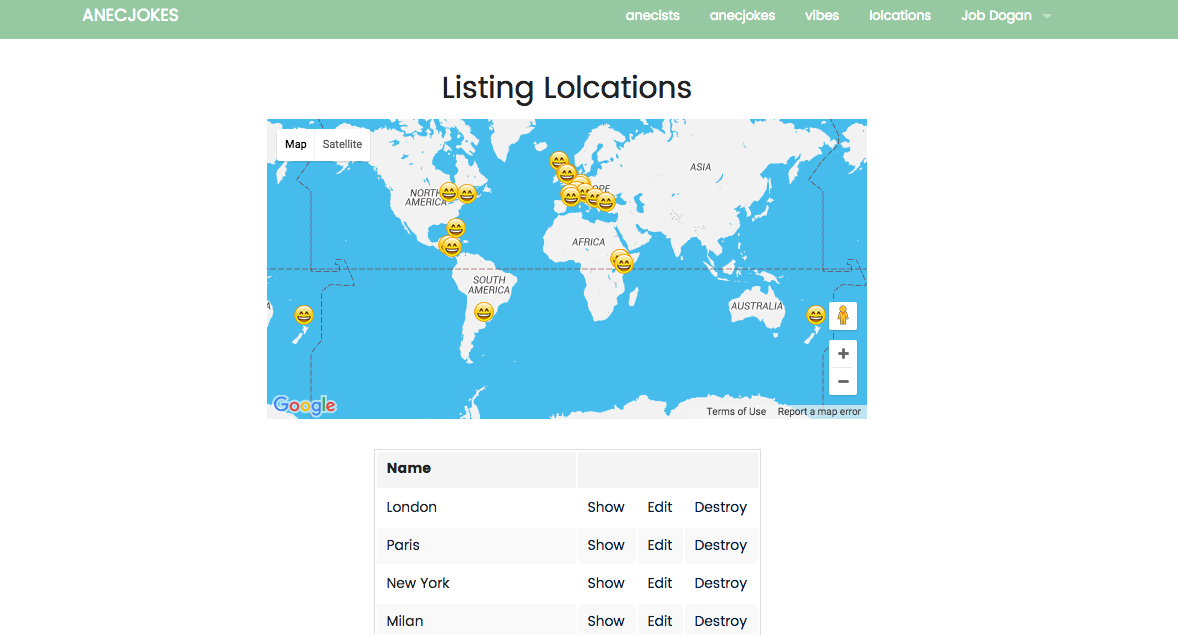 ANECJOKES anecists anecjokes vibes lolcations Job Dogan
Listing Lolcations
Map Satellite
ASIA
NORTH
AMERICA
OPE
AFRICA
SOUTH
AMERICA
A
AUSTRALIA
Google
Terms of Use Report a map error
Name
London Show Edit Destroy
Paris Show Edit Destroy
New York Show Edit Destroy
Milan Show Edit Destroy